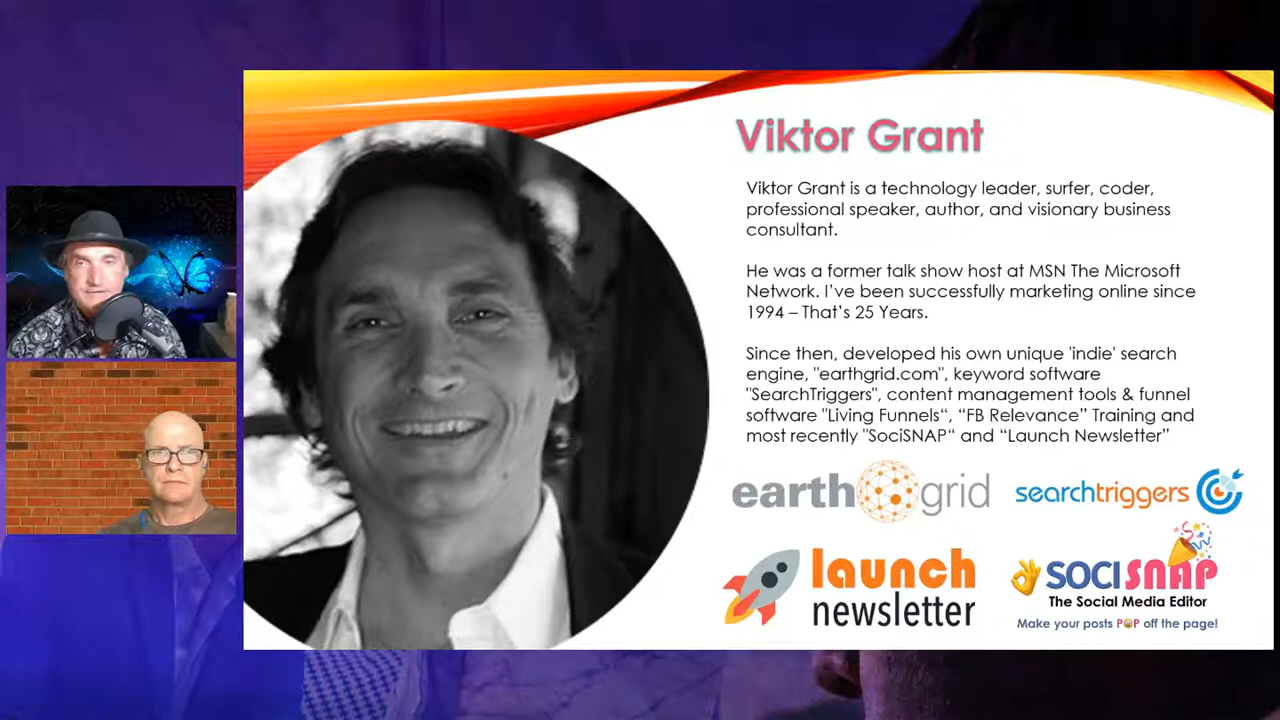 Viktor Grant
Viktor Grant is a technology leader, surfer, coder,
professional speaker, author, and visionary business
consultant.
He was a former talk show host at MSN The Microsoft
Network. I've been successfully marketing online since
1994 – That's 25 Years.
Since then, developed his own unique 'indie' search
engine, "earthgrid.com", keyword software
"SearchTriggers", content management tools & funnel
software "Living Funnels", "FB Relevance" Training and
most recently "SociSNAP" and "Launch Newsletter"
earth grid
searchtriggers
launch
newsletter
SOCISNAP
The Social Media Editor
Make your posts POP off the page!